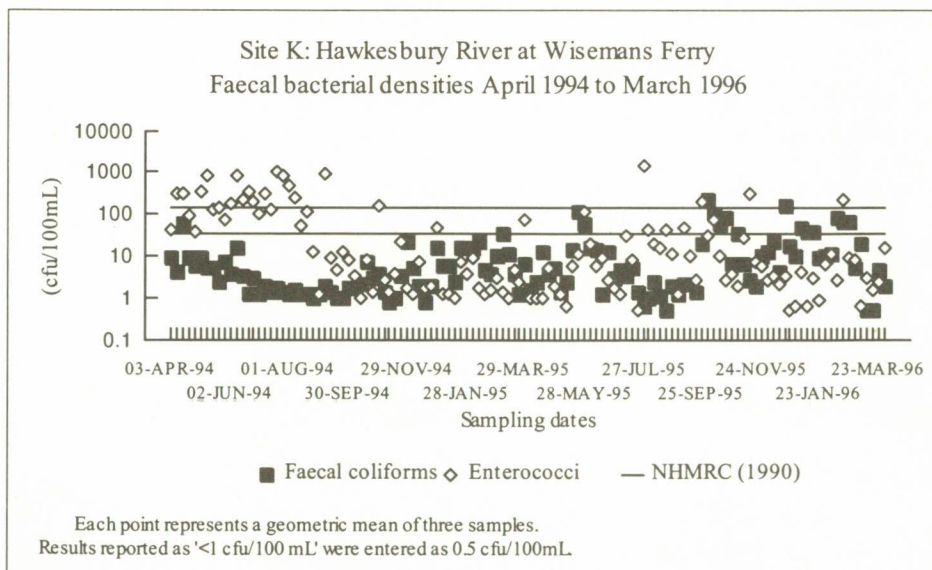 Site K: Hawkesbury River at Wisemans Ferry
Faecal bacterial densities April 1994 to March 1996
(cfu/100mL)
10000
1000
100
10
1
0.1
03-APR-94 01-AUG-94 29-NOV-94 29-MAR-95 27-JUL-95 24-NOV-95 23-MAR-96
02-JUN-94 30-SEP-94 28-JAN-95 28-MAY-95 25-SEP-95 23-JAN-96
Sampling dates
Faecal coliforms Enterococci NHMRC (1990)
Each point represents a geometric mean of three samples.
Results reported as '<1 cfu/100 mL' were entered as 0.5 cfu/100mL.